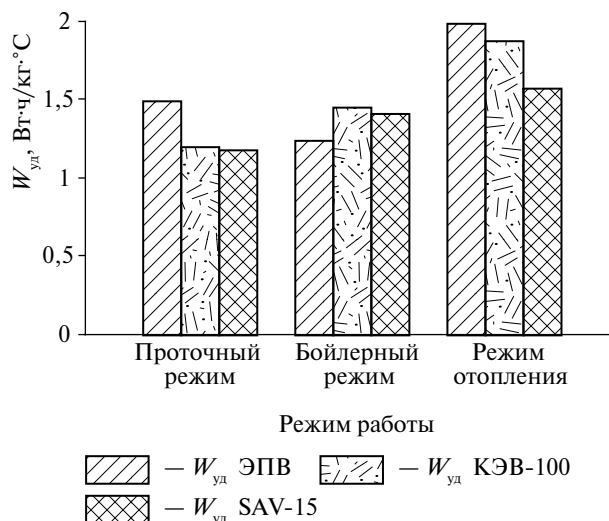 W_уд, Вт·ч/кг·°С
2
1,5
1
0,5
0
Проточный режим
Бойлерный режим
Режим отопления
Режим работы
— W_уд ЭПВ
— W_уд КЭВ-100
— W_уд SAV-15